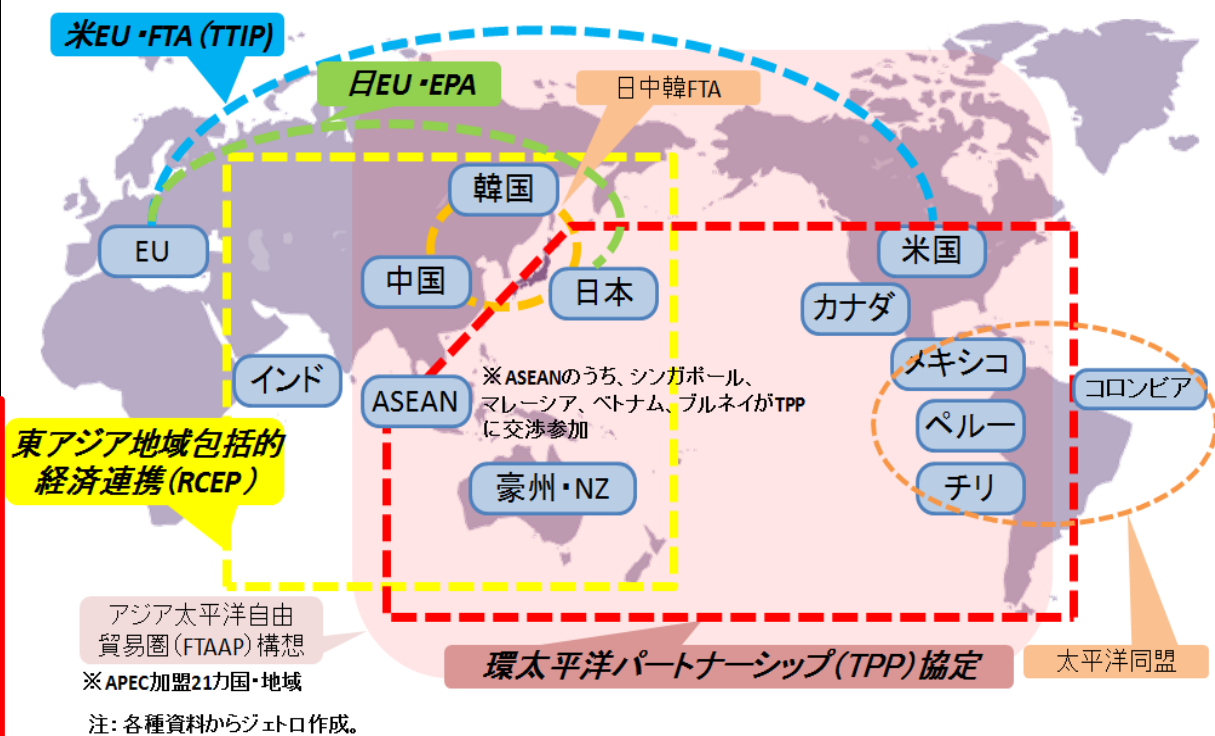 米EU・FTA(TTIP)
日EU・EPA
日中韓FTA
韓国
EU
中国
日本
米国
カナダ
インド
ASEAN
※ASEANのうち、シンガポール、
マレーシア、ベトナム、ブルネイがTPP
に交渉参加
メキシコ
コロンビア
ペルー
チリ
東アジア地域包括的
経済連携(RCEP)
豪州・NZ
アジア太平洋自由
貿易圏(FTAAP)構想
※APEC加盟21カ国・地域
環太平洋パートナーシップ(TPP)協定
太平洋同盟
注:各種資料からジェトロ作成。